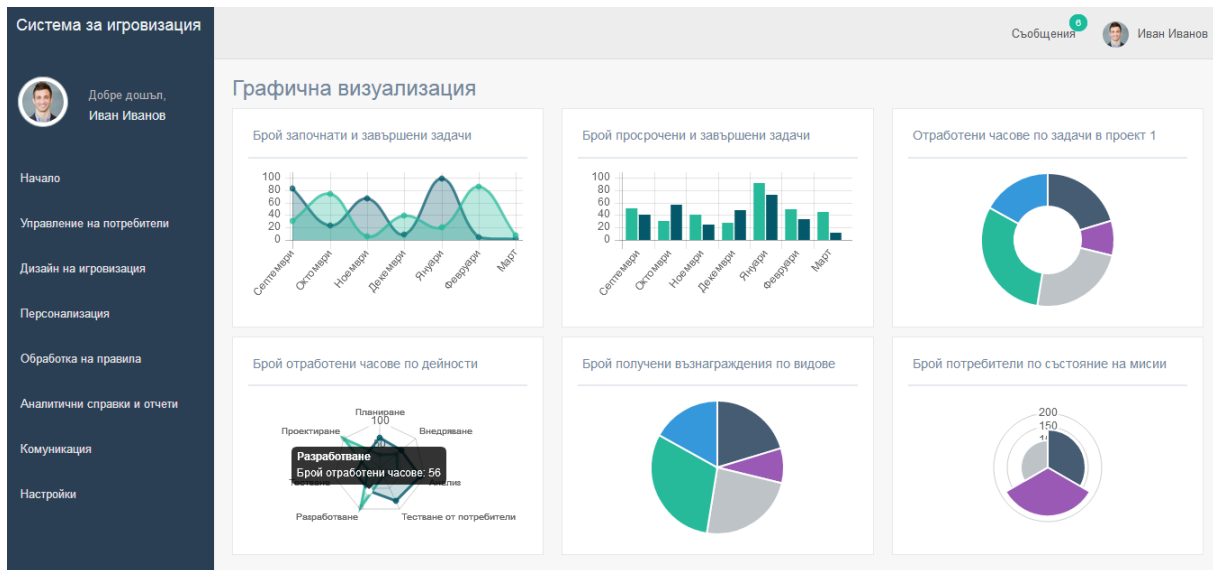 Система за игровизация
6
Съобщения
Иван Иванов
Добре дошъл,
Иван Иванов
Начало
Управление на потребители
Дизайн на игровизация
Персонализация
Обработка на правила
Аналитични справки и отчети
Комуникация
Настройки
Графична визуализация
Брой започнати и завършени задачи
100
80
60
40
20
0
Септември
Октомври
Ноември
Декември
Януари
Февруари
Март
Брой просрочени и завършени задачи
100
80
60
40
20
0
Септември
Октомври
Ноември
Декември
Януари
Февруари
Март
Отработени часове по задачи в проект 1
Брой отработени часове по дейности
Планиране
100
Проектиране
Внедряване
Разработване
Брой отработени часове: 56
Тестване
Анализ
Разработване
Тестване от потребители
Брой получени възнаграждения по видове
Брой потребители по състояние на мисии
200
150